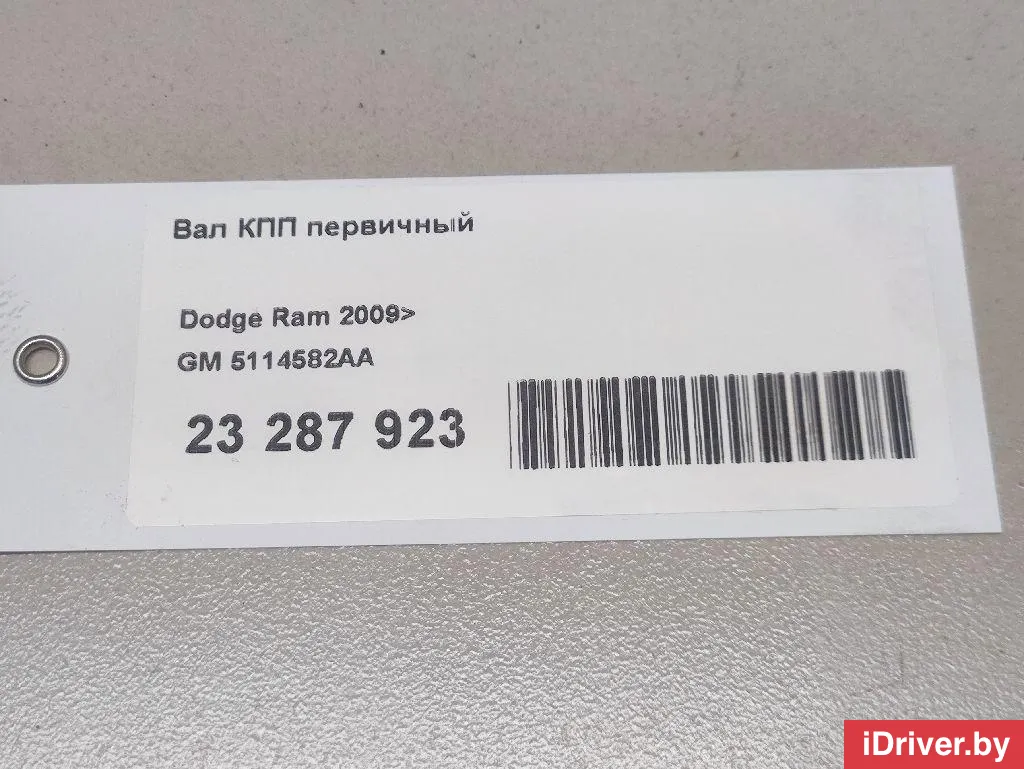 Вал КПП первичный
Dodge Ram 2009>
GM 5114582AA
23 287 923
iDriver.by